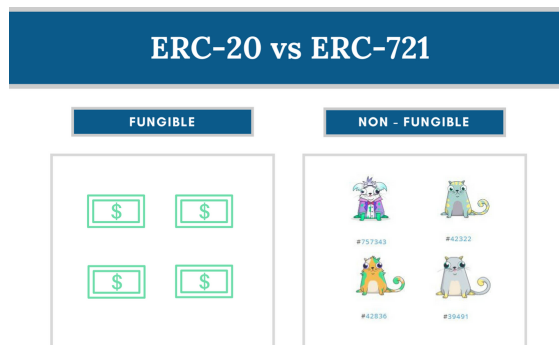 ERC-20 vs ERC-721
FUNGIBLE
NON - FUNGIBLE
$ $
$ $
#757343 #42322
#42836 #39491